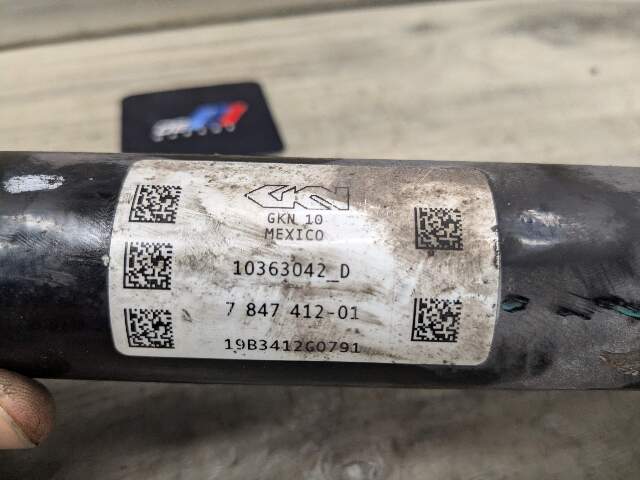 GKN
GKN 10
MEXICO
10363042_D
7 847 412-01
19B3412G0791